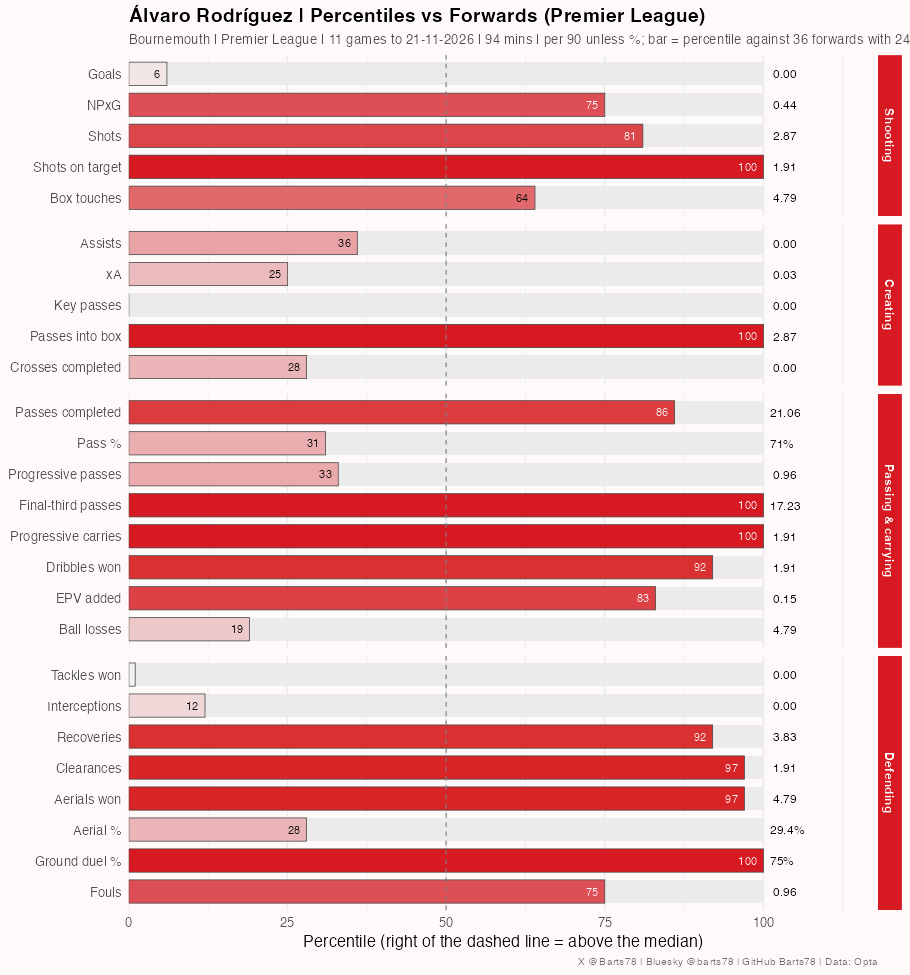 Álvaro Rodríguez | Percentiles vs Forwards (Premier League)
Bournemouth | Premier League | 11 games to 21-11-2026 | 94 mins | per 90 unless %; bar = percentile against 36 forwards with 24
Goals 6 0.00
NPxG 75 0.44
Shots 81 2.87
Shots on target 100 1.91
Box touches 64 4.79
Shooting
Assists 36 0.00
xA 25 0.03
Key passes 0.00
Passes into box 100 2.87
Crosses completed 28 0.00
Creating
Passes completed 86 21.06
Pass % 31 71%
Progressive passes 33 0.96
Final-third passes 100 17.23
Progressive carries 100 1.91
Dribbles won 92 1.91
EPV added 83 0.15
Ball losses 19 4.79
Passing & carrying
Tackles won 0.00
Interceptions 12 0.00
Recoveries 92 3.83
Clearances 97 1.91
Aerials won 97 4.79
Aerial % 28 29.4%
Ground duel % 100 75%
Fouls 75 0.96
Defending
0 25 50 75 100
Percentile (right of the dashed line = above the median)
X @Barts78 | Bluesky @barts78 | GitHub Barts78 | Data: Opta